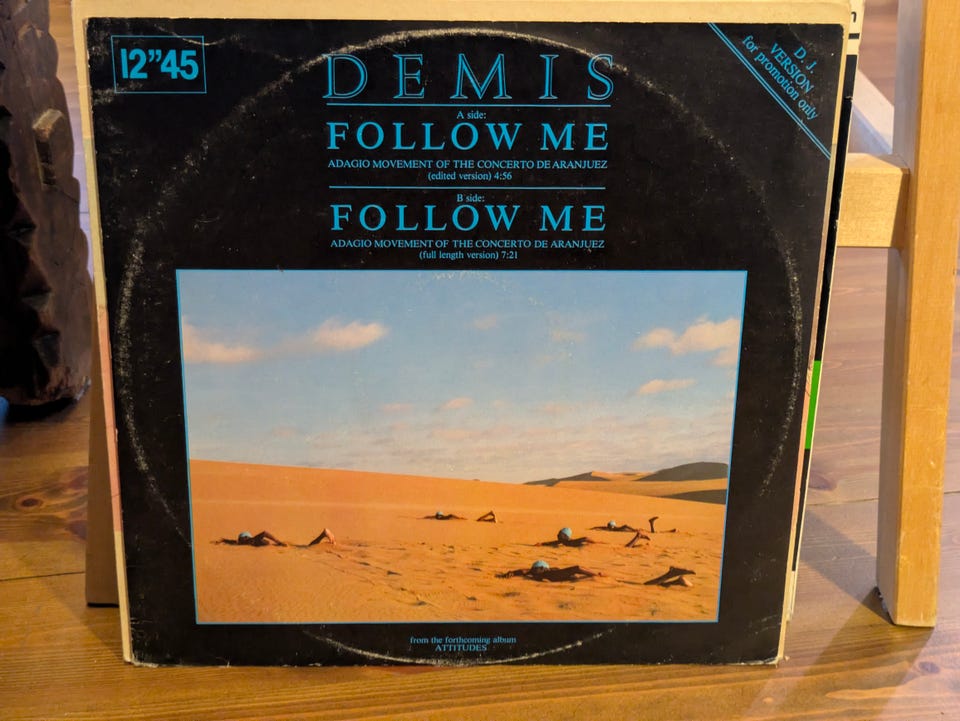 12"45
DEMIS
D.J.
VERSION
for promotion only
A side:
FOLLOW ME
ADAGIO MOVEMENT OF THE CONCERTO DE ARANJUEZ
(edited version) 4:56
B side:
FOLLOW ME
ADAGIO MOVEMENT OF THE CONCERTO DE ARANJUEZ
(full length version) 7:21
from the forthcoming album
ATTITUDES